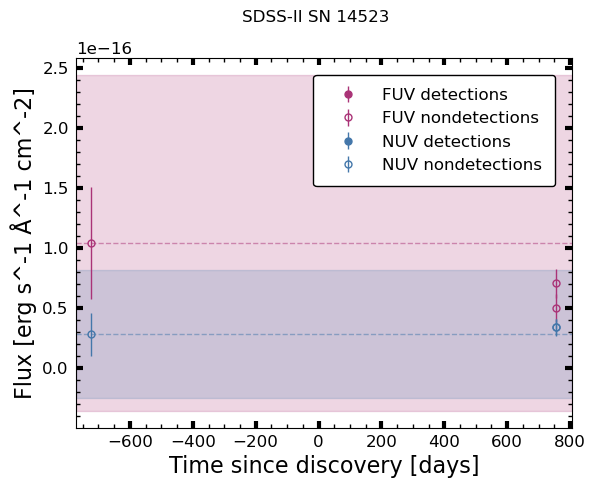 SDSS-II SN 14523
1e−16
2.5
2.0
1.5
1.0
0.5
0.0
Flux [erg s^-1 Å^-1 cm^-2]
FUV detections
FUV nondetections
NUV detections
NUV nondetections
−600 −400 −200 0 200 400 600 800
Time since discovery [days]